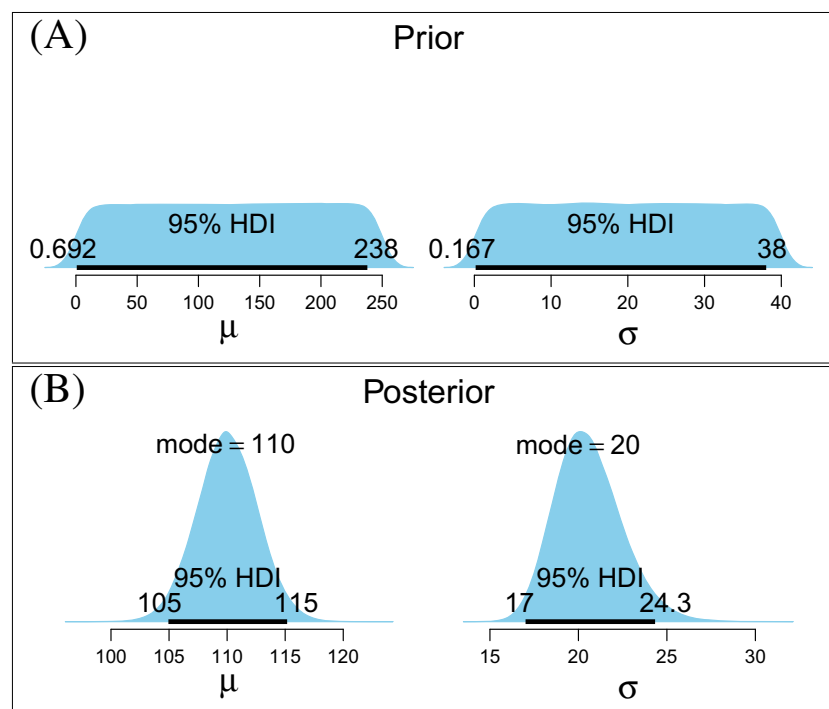 (A) Prior
95% HDI
0.692 238
0 50 100 150 200 250
μ
95% HDI
0.167 38
0 10 20 30 40
σ
(B) Posterior
mode = 110
95% HDI
105 115
100 105 110 115 120
μ
mode = 20
95% HDI
17 24.3
15 20 25 30
σ